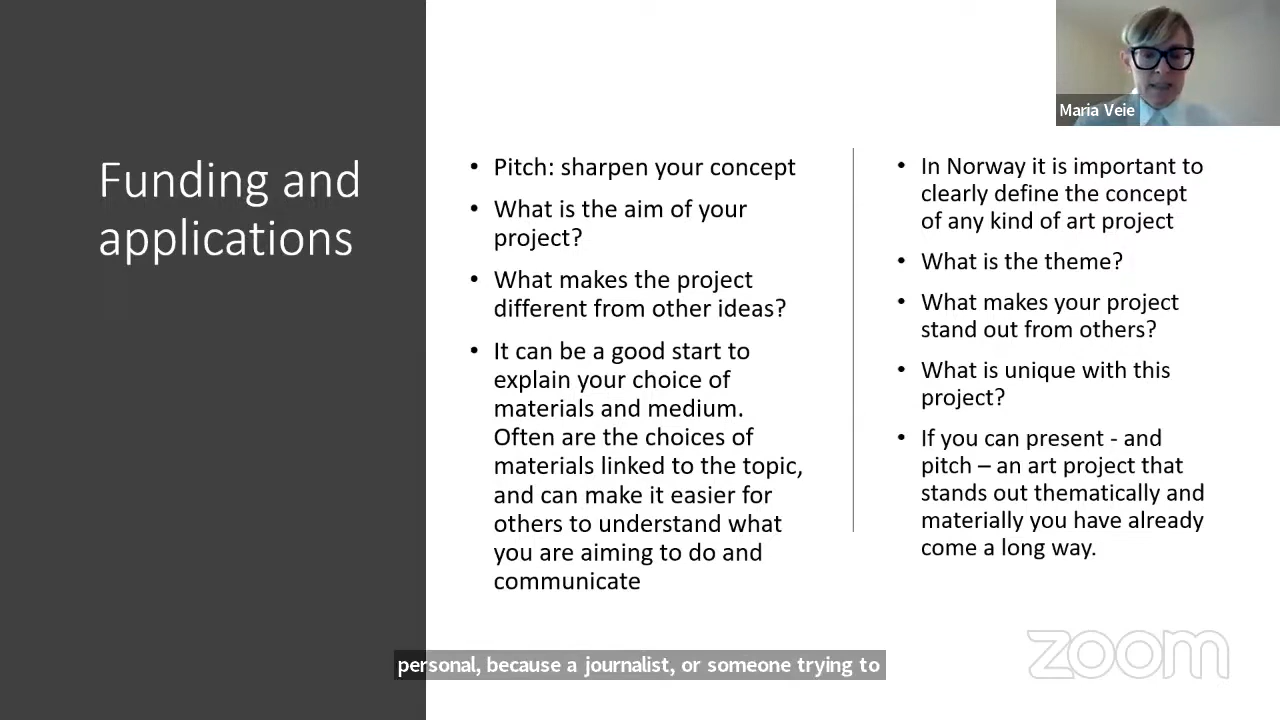 Funding and
applications
• Pitch: sharpen your concept
• What is the aim of your
project?
• What makes the project
different from other ideas?
• It can be a good start to
explain your choice of
materials and medium.
Often are the choices of
materials linked to the topic,
and can make it easier for
others to understand what
you are aiming to do and
communicate
• In Norway it is important to
clearly define the concept
of any kind of art project
• What is the theme?
• What makes your project
stand out from others?
• What is unique with this
project?
• If you can present - and
pitch – an art project that
stands out thematically and
materially you have already
come a long way.
Maria Veie
personal, because a journalist, or someone trying to
zoom